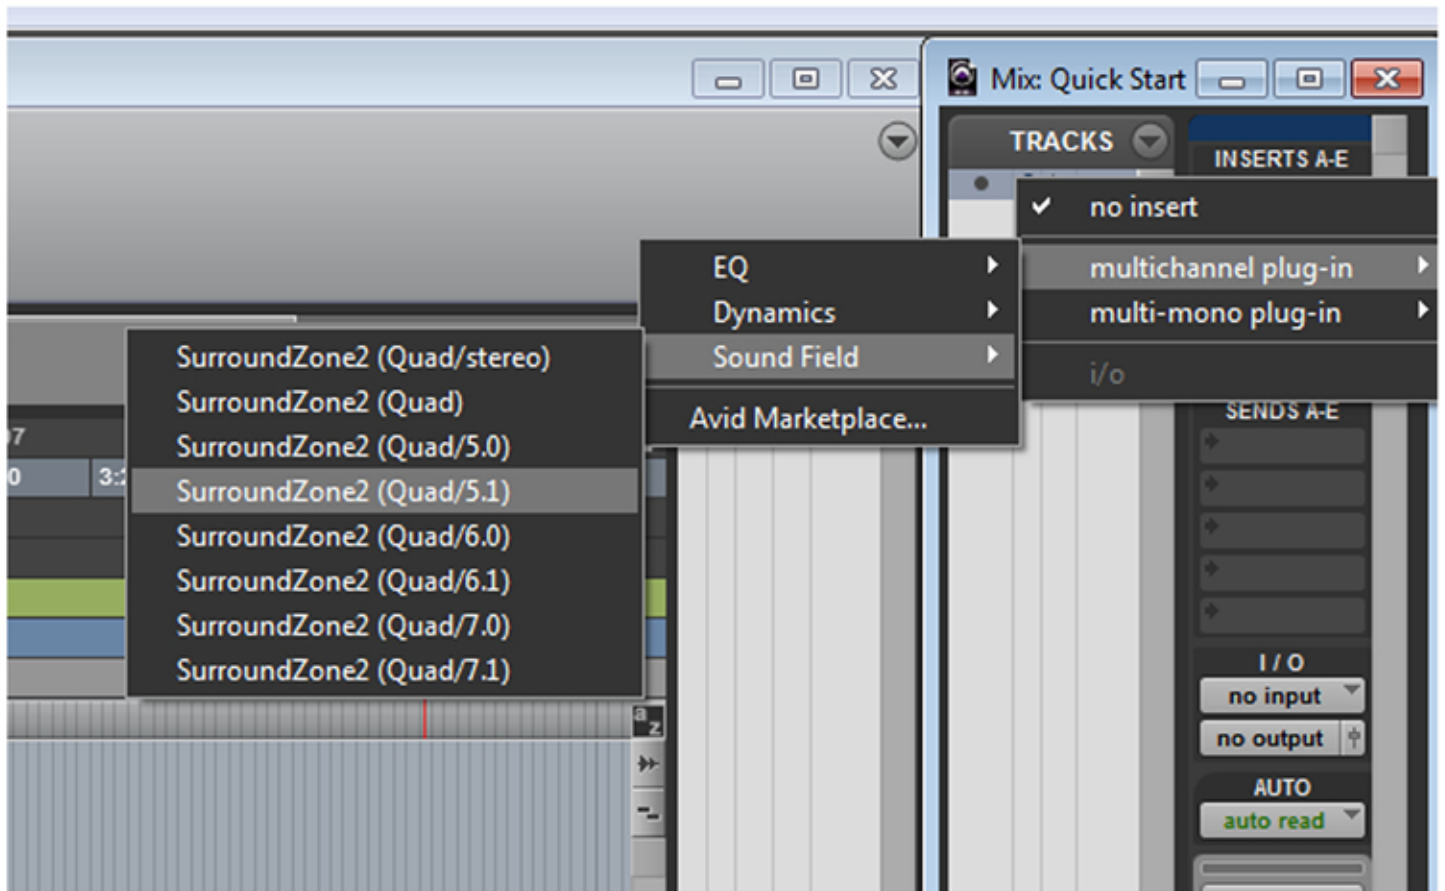 Mix: Quick Start
TRACKS
INSERTS A-E
no insert
multichannel plug-in
multi-mono plug-in
i/o
EQ
Dynamics
Sound Field
Avid Marketplace...
SurroundZone2 (Quad/stereo)
SurroundZone2 (Quad)
SurroundZone2 (Quad/5.0)
SurroundZone2 (Quad/5.1)
SurroundZone2 (Quad/6.0)
SurroundZone2 (Quad/6.1)
SurroundZone2 (Quad/7.0)
SurroundZone2 (Quad/7.1)
SENDS A-E
I / O
no input
no output
AUTO
auto read
a
z